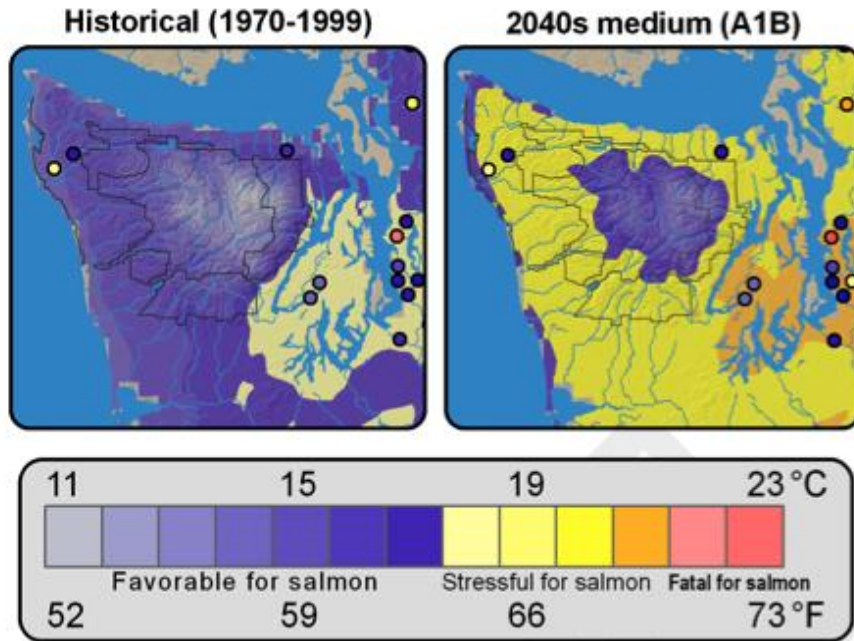 Historical (1970-1999)
2040s medium (A1B)
11 15 19 23 °C
Favorable for salmon Stressful for salmon Fatal for salmon
52 59 66 73 °F